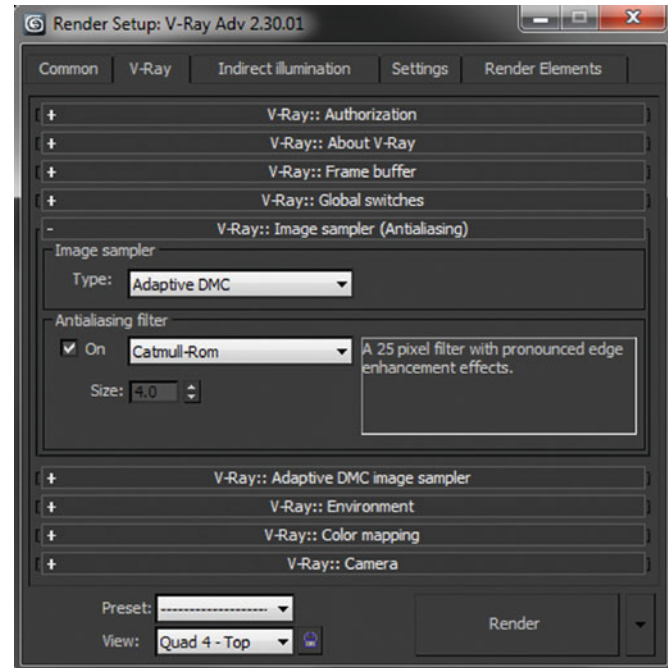 Render Setup: V-Ray Adv 2.30.01
Common V-Ray Indirect illumination Settings Render Elements
+ V-Ray:: Authorization
+ V-Ray:: About V-Ray
+ V-Ray:: Frame buffer
+ V-Ray:: Global switches
- V-Ray:: Image sampler (Antialiasing)
Image sampler
Type: Adaptive DMC
Antialiasing filter
On Catmull-Rom
A 25 pixel filter with pronounced edge
enhancement effects.
Size: 4.0
+ V-Ray:: Adaptive DMC image sampler
+ V-Ray:: Environment
+ V-Ray:: Color mapping
+ V-Ray:: Camera
Preset: --------------------
View: Quad 4 - Top
Render